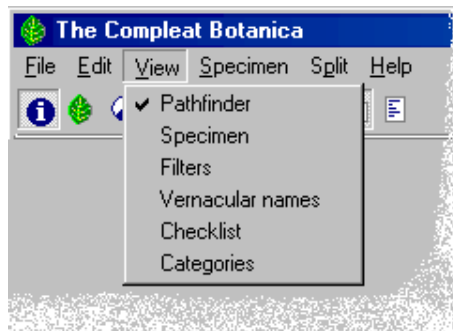 The Compleat Botanica
File Edit View Specimen Split Help
Pathfinder
Specimen
Filters
Vernacular names
Checklist
Categories